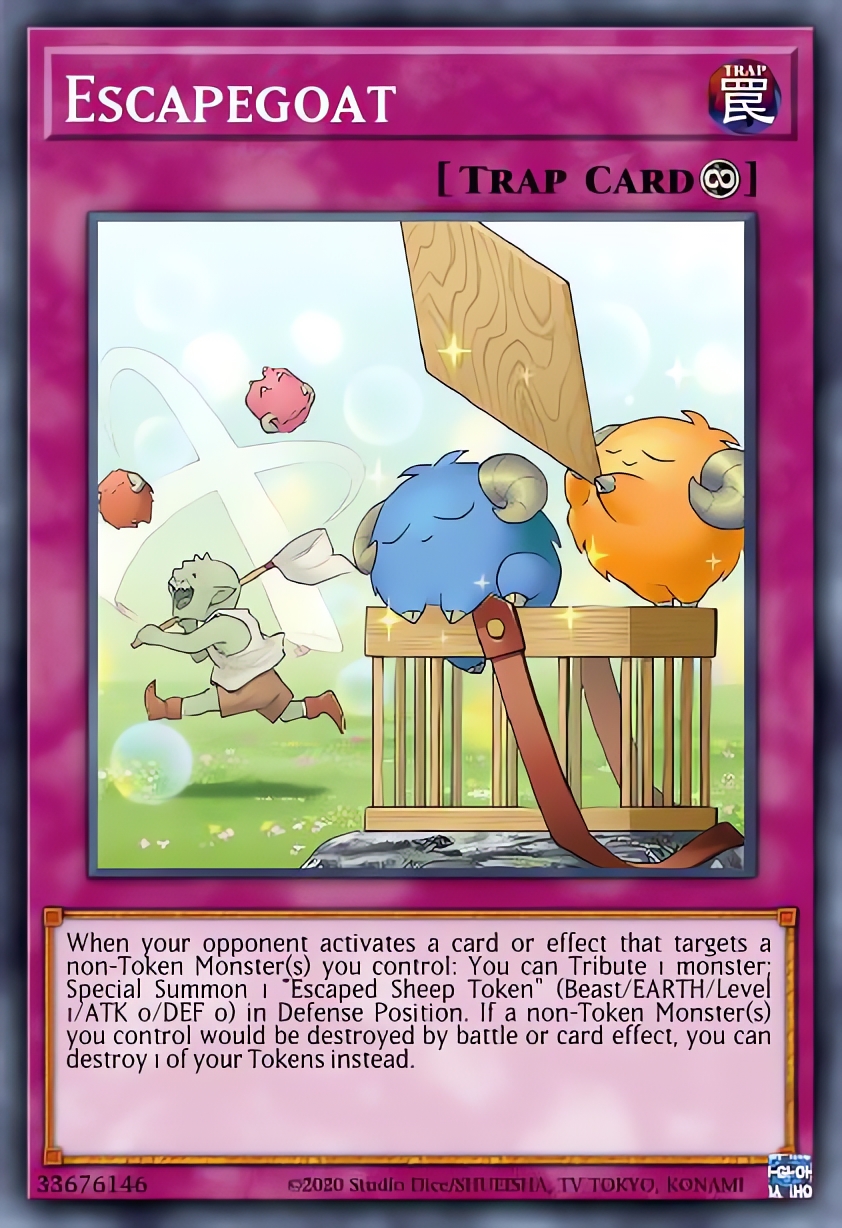 Escapegoat
TRAP
罠
[ Trap Card ]
When your opponent activates a card or effect that targets a
non-Token Monster(s) you control: You can Tribute 1 monster;
Special Summon 1 "Escaped Sheep Token" (Beast/EARTH/Level
1/ATK 0/DEF 0) in Defense Position. If a non-Token Monster(s)
you control would be destroyed by battle or card effect, you can
destroy 1 of your Tokens instead.
33676146
©2020 Studio Dice/SHUEISHA, TV TOKYO, KONAMI